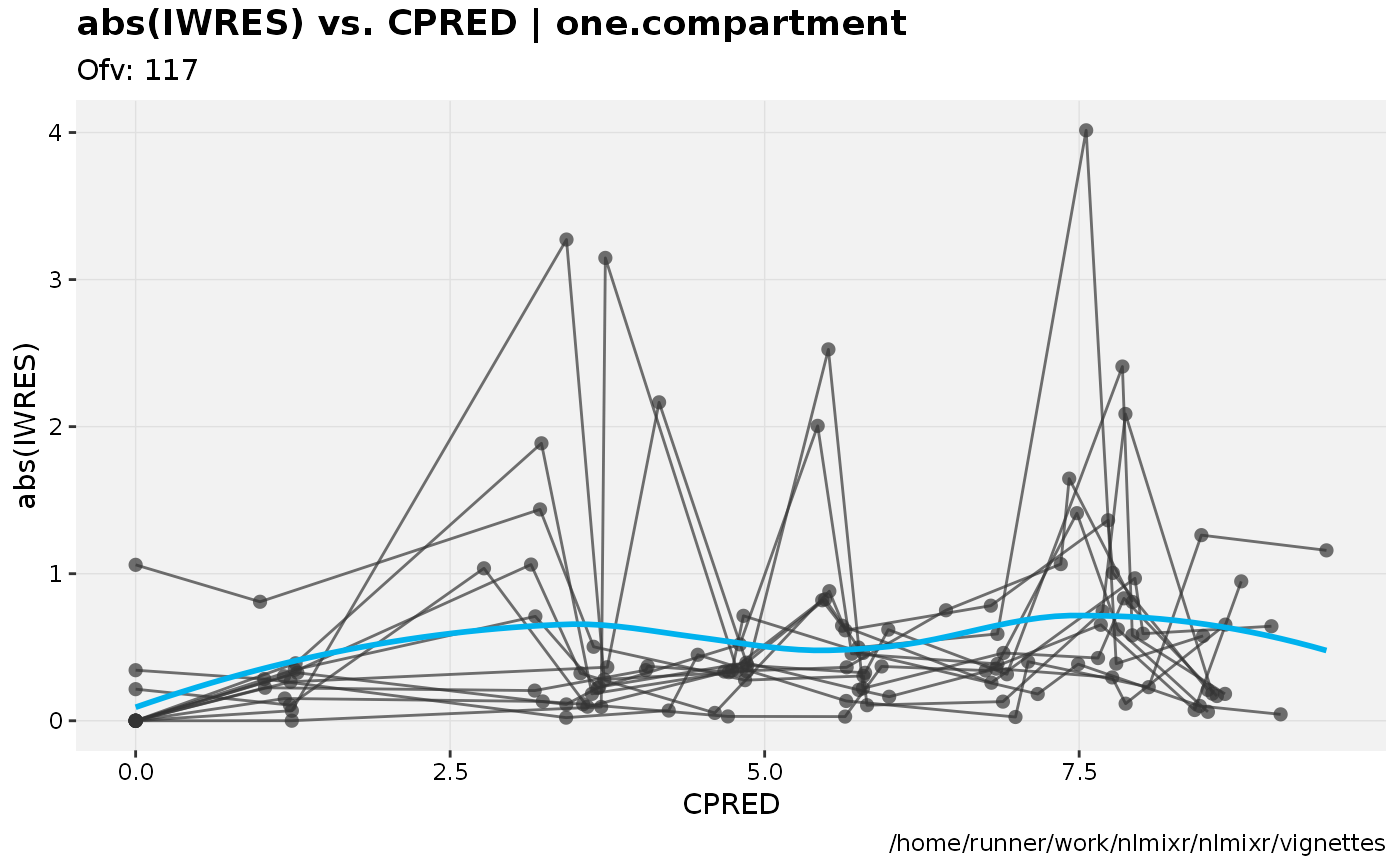 abs(IWRES) vs. CPRED | one.compartment
Ofv: 117
4
3
2
1
0
abs(IWRES)
0.0 2.5 5.0 7.5
CPRED
/home/runner/work/nlmixr/nlmixr/vignettes